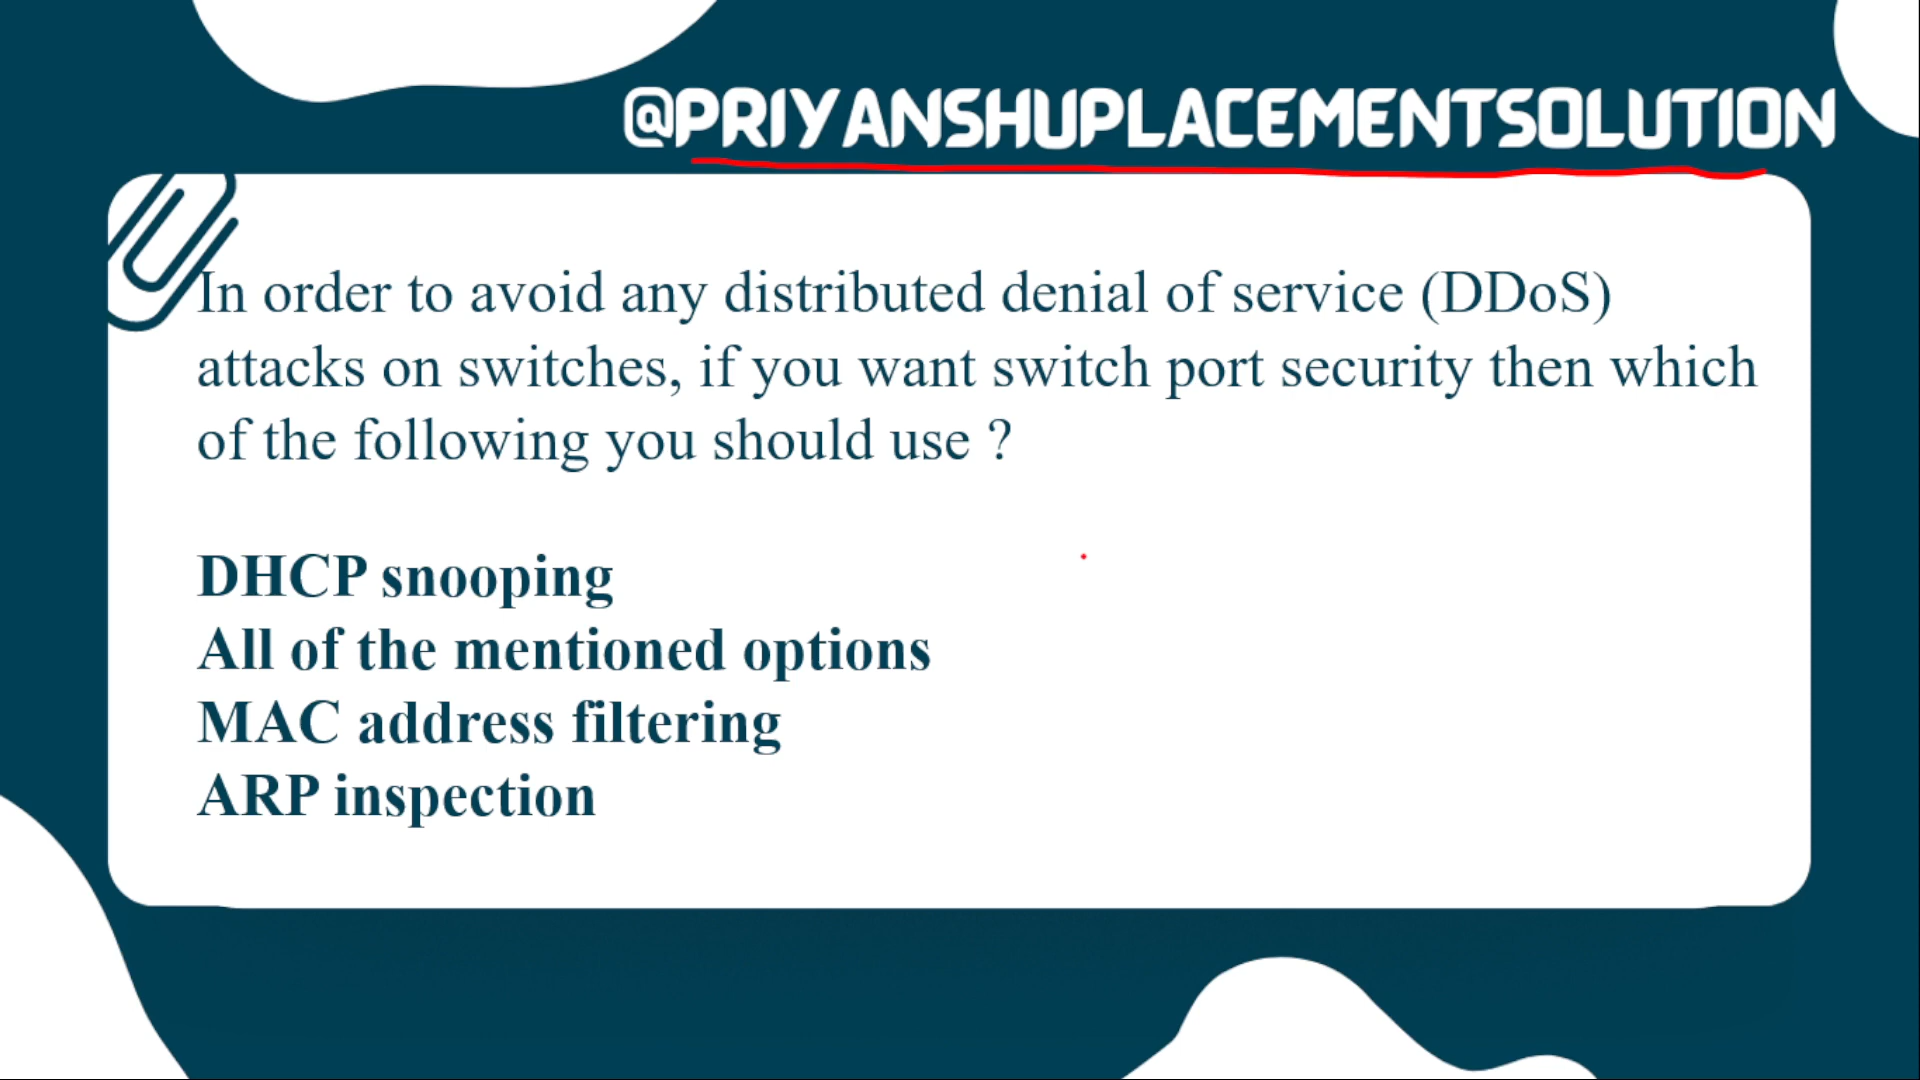 @PRIYANSHUPLACEMENTSOLUTION
In order to avoid any distributed denial of service (DDoS)
attacks on switches, if you want switch port security then which
of the following you should use ?
DHCP snooping
All of the mentioned options
MAC address filtering
ARP inspection